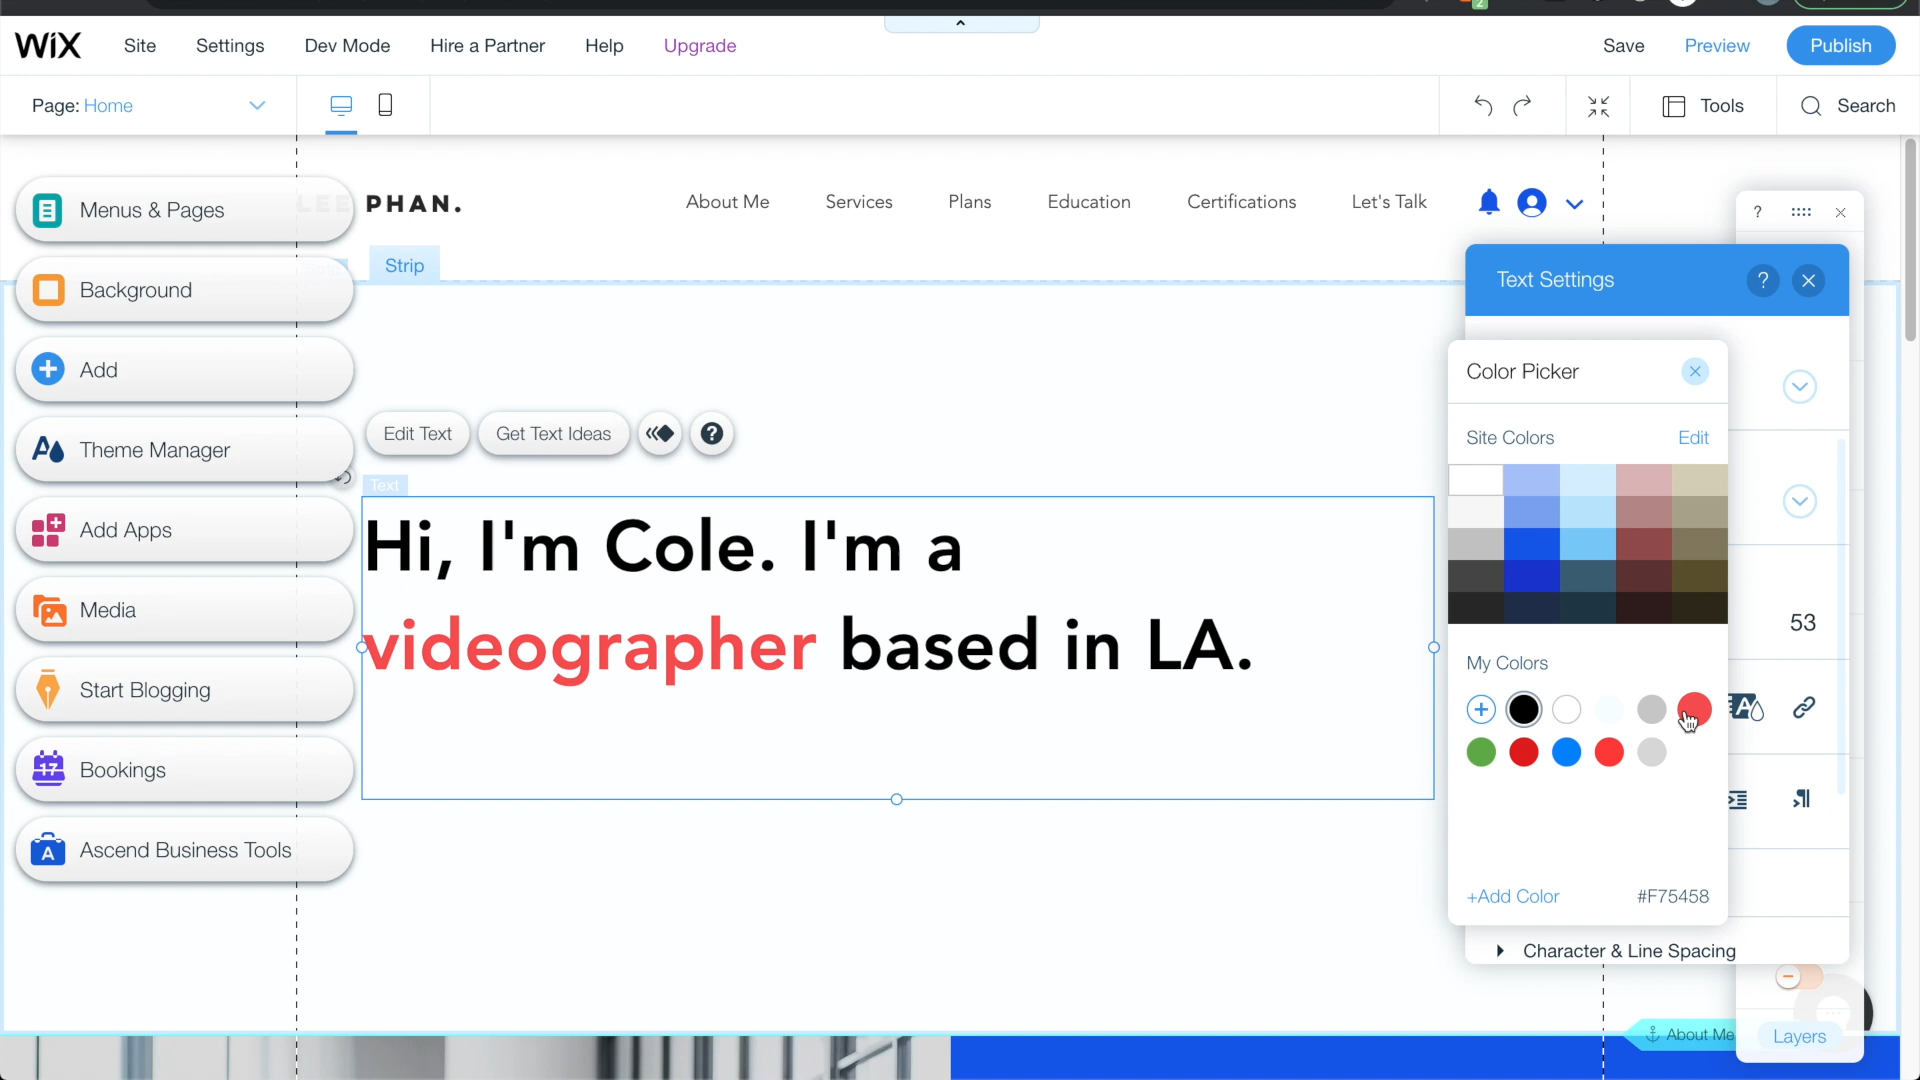 2
WiX
Site
Settings
Dev Mode
Hire a Partner
Help
Upgrade
Save
Preview
Publish
Page: Home
Tools
Search
Menus & Pages
Background
Add
Theme Manager
Add Apps
Media
Start Blogging
17
Bookings
A
Ascend Business Tools
LEE PHAN.
About Me
Services
Plans
Education
Certifications
Let's Talk
Strip
Edit Text
Get Text Ideas
?
Text
Hi, I'm Cole. I'm a
videographer based in LA.
?
Text Settings
?
Color Picker
Site Colors
Edit
53
My Colors
A
+Add Color
#F75458
Character & Line Spacing
About Me
Layers